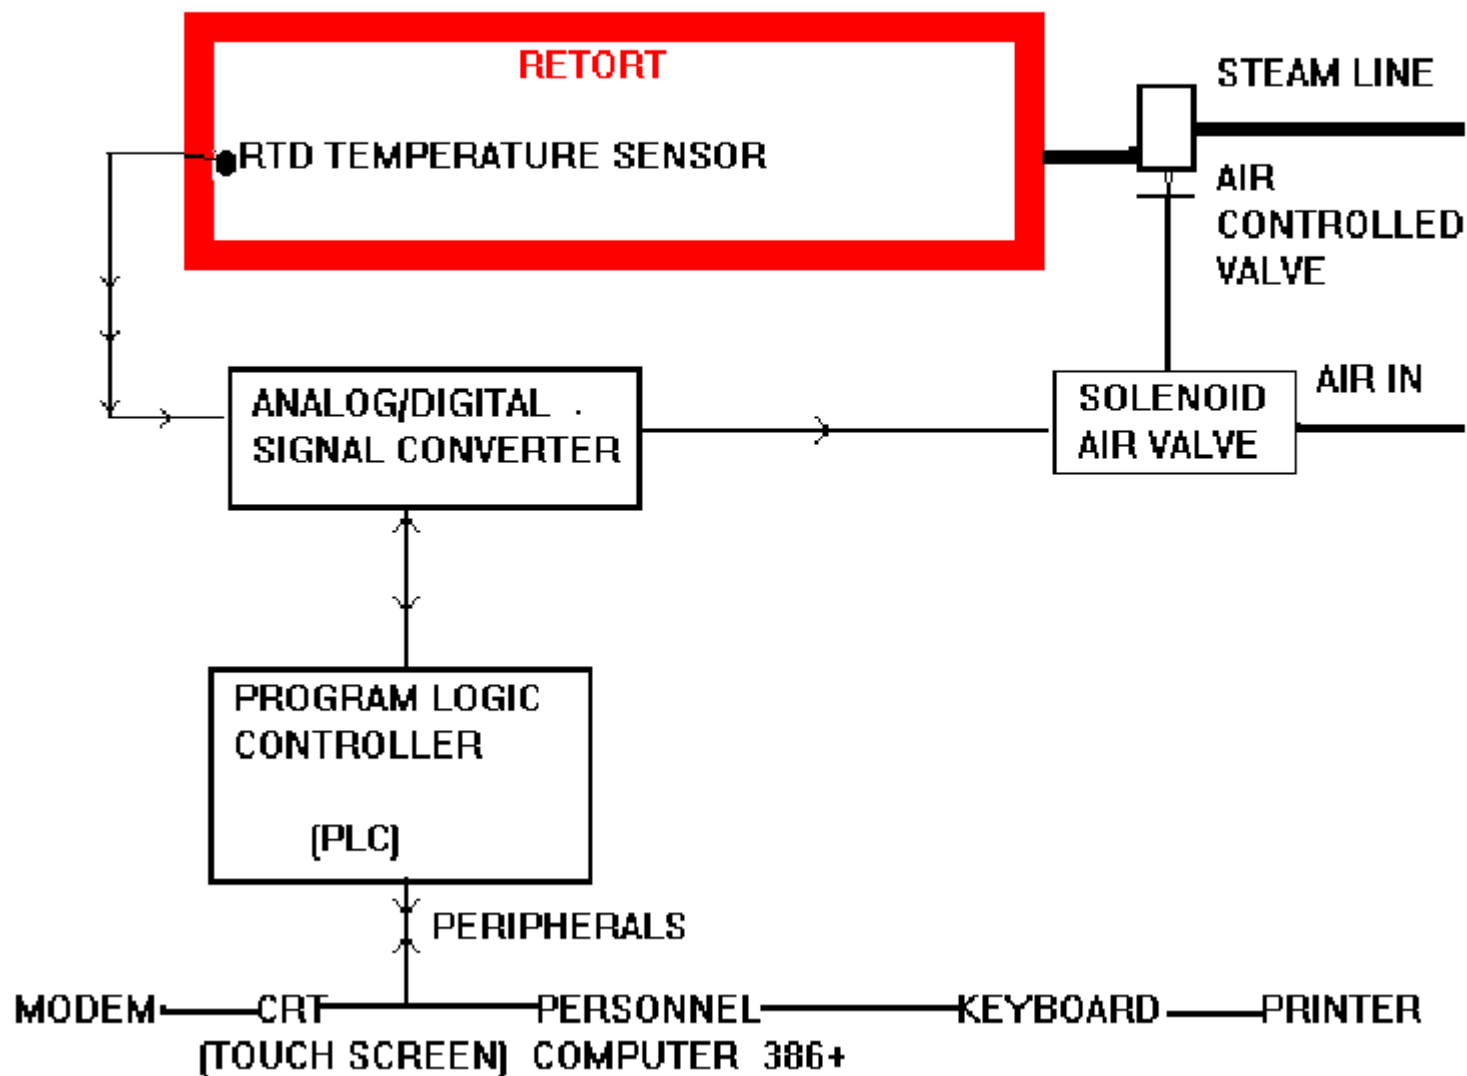 RETORT
STEAM LINE
RTD TEMPERATURE SENSOR
AIR
CONTROLLED
VALVE
ANALOG/DIGITAL
SIGNAL CONVERTER
SOLENOID
AIR VALVE
AIR IN
PROGRAM LOGIC
CONTROLLER
(PLC)
PERIPHERALS
MODEM CRT PERSONNEL KEYBOARD PRINTER
(TOUCH SCREEN) COMPUTER 386+